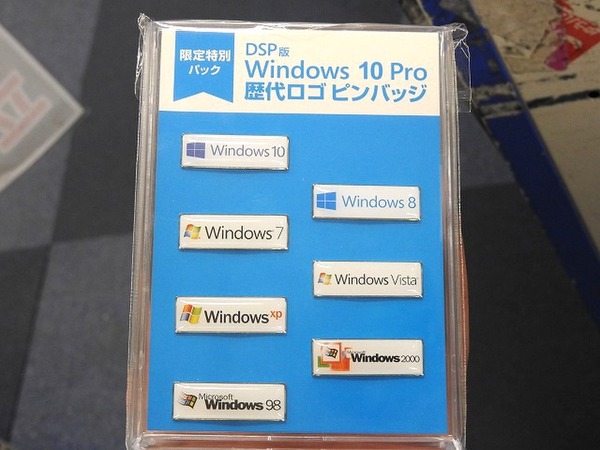 限定特別
パック
DSP版
Windows 10 Pro
歴代ロゴ ピンバッジ
Windows 10
Windows 8
Windows 7
Windows Vista
Windows xp
Microsoft
Windows 2000
Microsoft
Windows 98